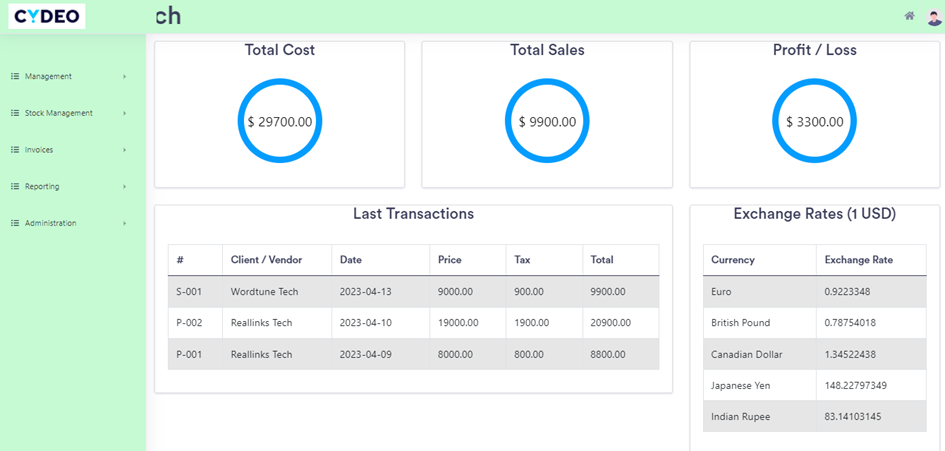 CYDEO
ch
Management
Stock Management
Invoices
Reporting
Administration
Total Cost
$ 29700.00
Total Sales
$ 9900.00
Profit / Loss
$ 3300.00
Last Transactions
# Client / Vendor Date Price Tax Total
S-001 Wordtune Tech 2023-04-13 9000.00 900.00 9900.00
P-002 Reallinks Tech 2023-04-10 19000.00 1900.00 20900.00
P-001 Reallinks Tech 2023-04-09 8000.00 800.00 8800.00
Exchange Rates (1 USD)
Currency Exchange Rate
Euro 0.9223348
British Pound 0.78754018
Canadian Dollar 1.34522438
Japanese Yen 148.22797349
Indian Rupee 83.14103145